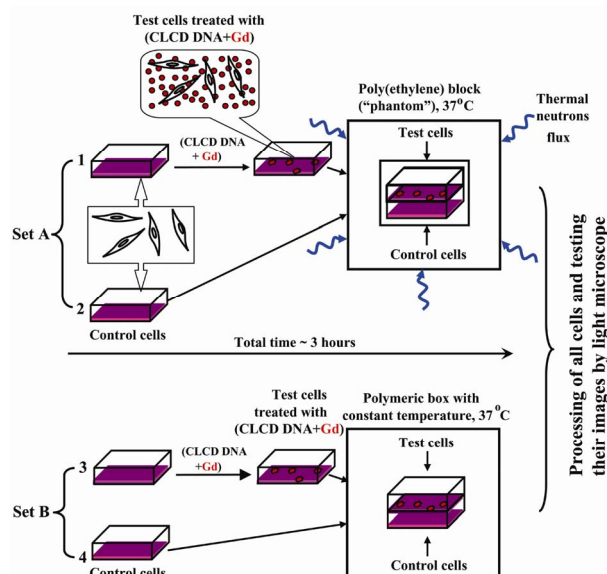 Test cells treated with
(CLCD DNA+Gd)
Poly(ethylene) block
("phantom"), 37°C
Thermal
neutrons
flux
Test cells
1
(CLCD DNA
+ Gd)
Set A
Control cells
2
Control cells
Total time ~ 3 hours
Processing of all cells and testing
their images by light microscope
Test cells
treated with
(CLCD DNA+Gd)
Polymeric box with
constant temperature, 37°C
Test cells
3
(CLCD DNA
+Gd)
Set B
4
Control cells
Control cells